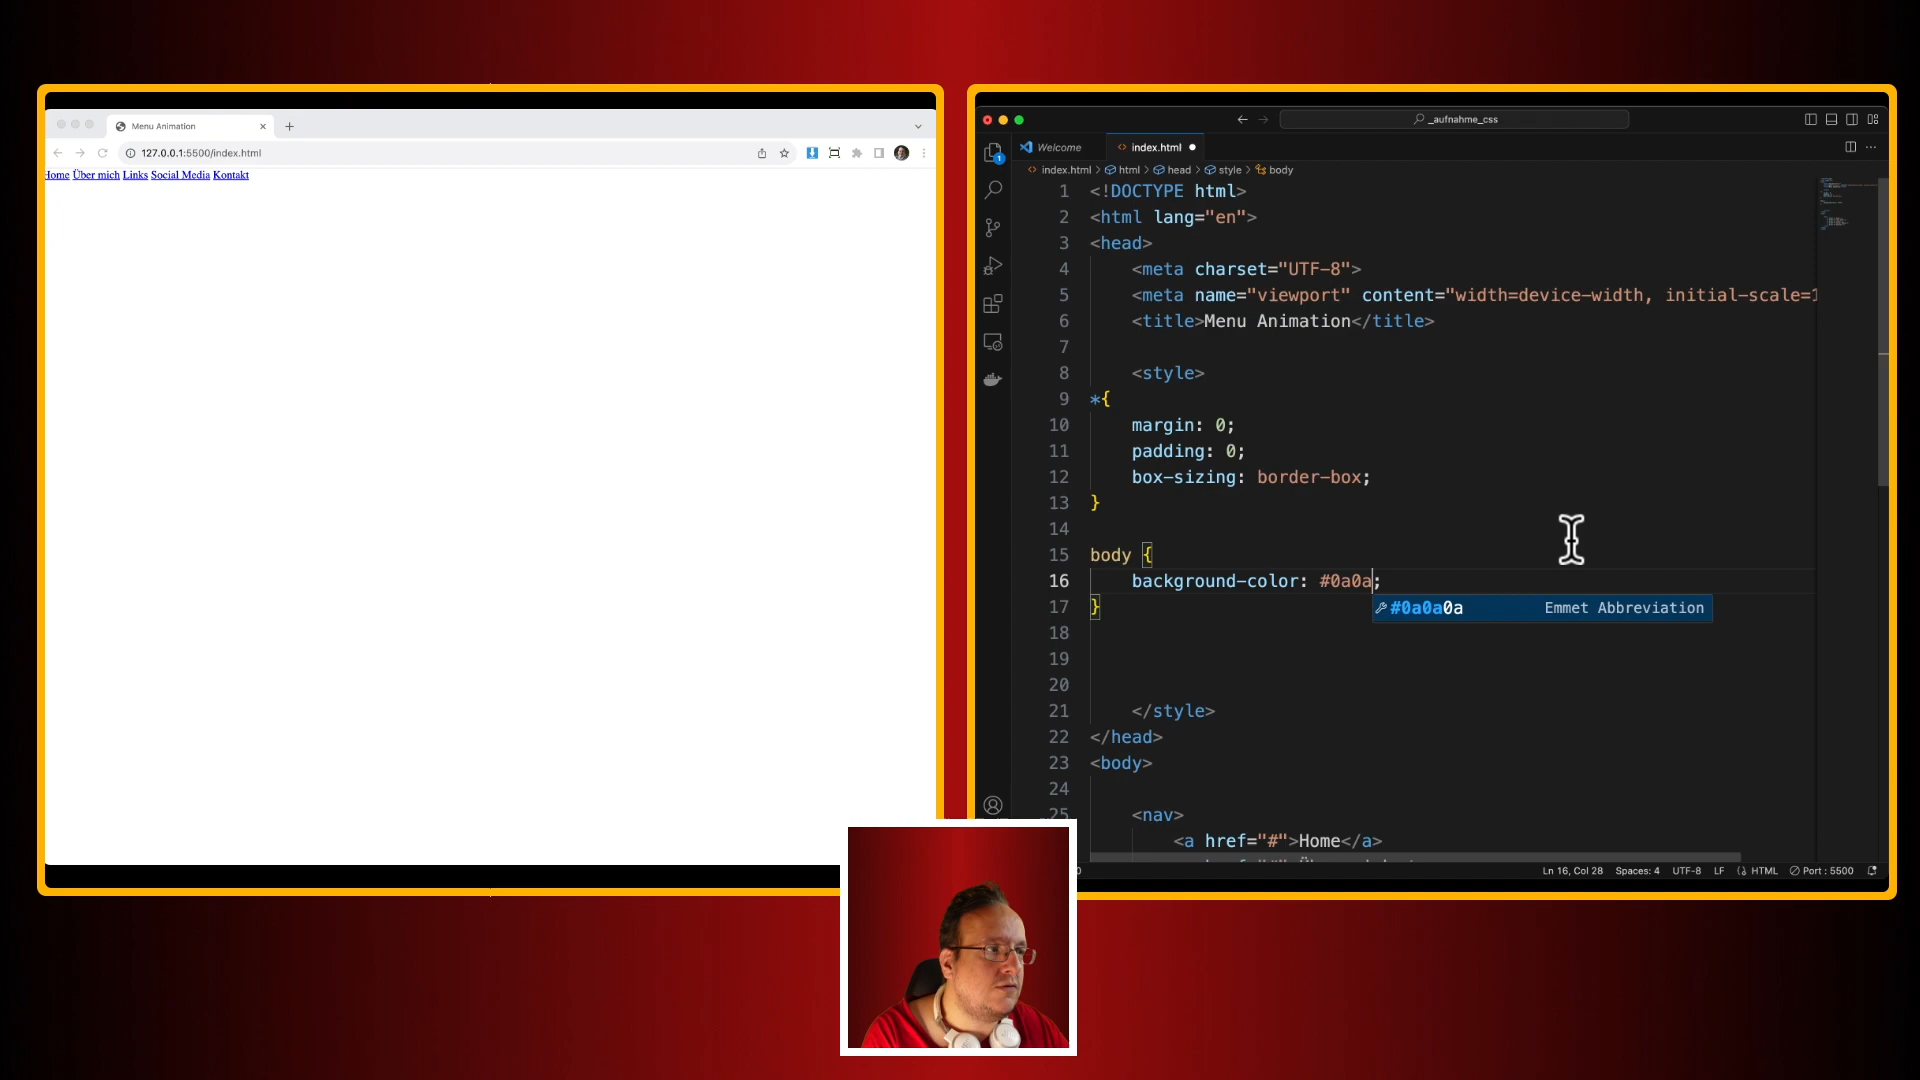 Menu Animation
127.0.0.1:5500/index.html
Home Über mich Links Social Media Kontakt
_aufnahme_css
1
Welcome
index.html
index.html > html > head > style > body
1 <!DOCTYPE html>
2 <html lang="en">
3 <head>
4 <meta charset="UTF-8">
5 <meta name="viewport" content="width=device-width, initial-scale=1
6 <title>Menu Animation</title>
7
8 <style>
9 *{
10 margin: 0;
11 padding: 0;
12 box-sizing: border-box;
13 }
14
15 body {
16 background-color: #0a0a;
#0a0a0a Emmet Abbreviation
17 }
18
19
20
21 </style>
22 </head>
23 <body>
24
25 <nav>
<a href="#">Home</a>
0 Ln 16, Col 28 Spaces: 4 UTF-8 LF HTML Port : 5500